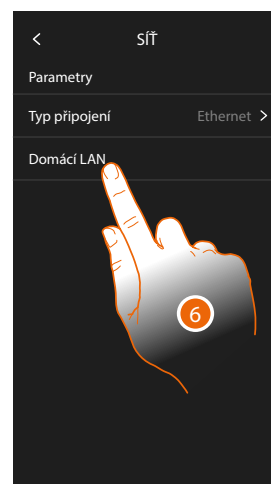 < SÍŤ
Parametry
Typ připojení Ethernet >
Domácí LAN
6